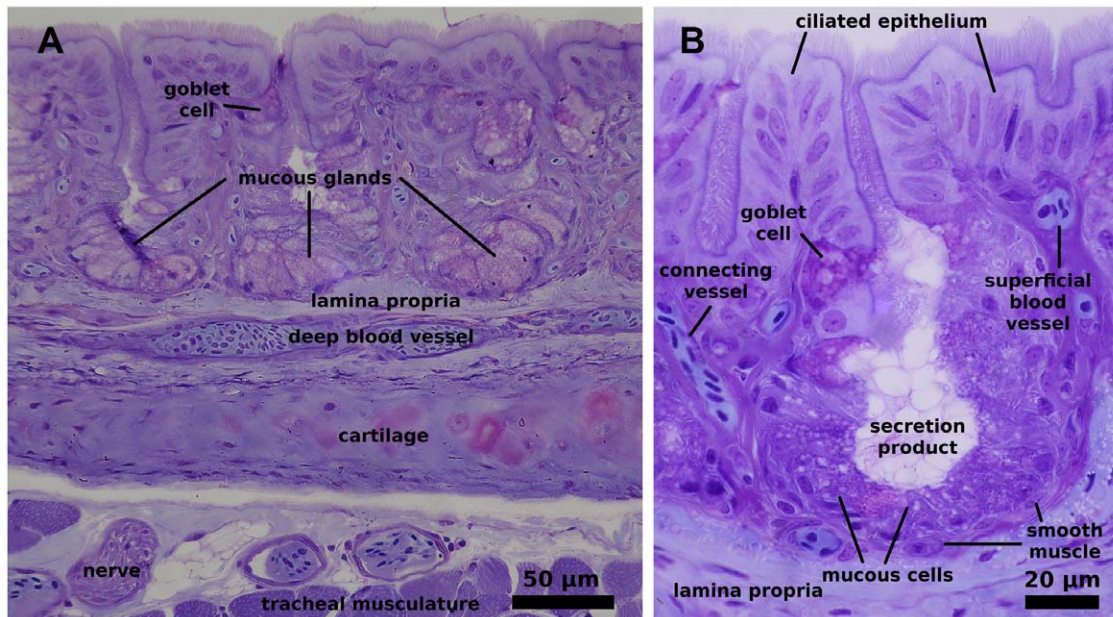 A
goblet
cell
mucous glands
lamina propria
deep blood vessel
cartilage
nerve
tracheal musculature
50 µm
B
ciliated epithelium
goblet
cell
connecting
vessel
superficial
blood
vessel
secretion
product
smooth
muscle
mucous cells
lamina propria
20 µm